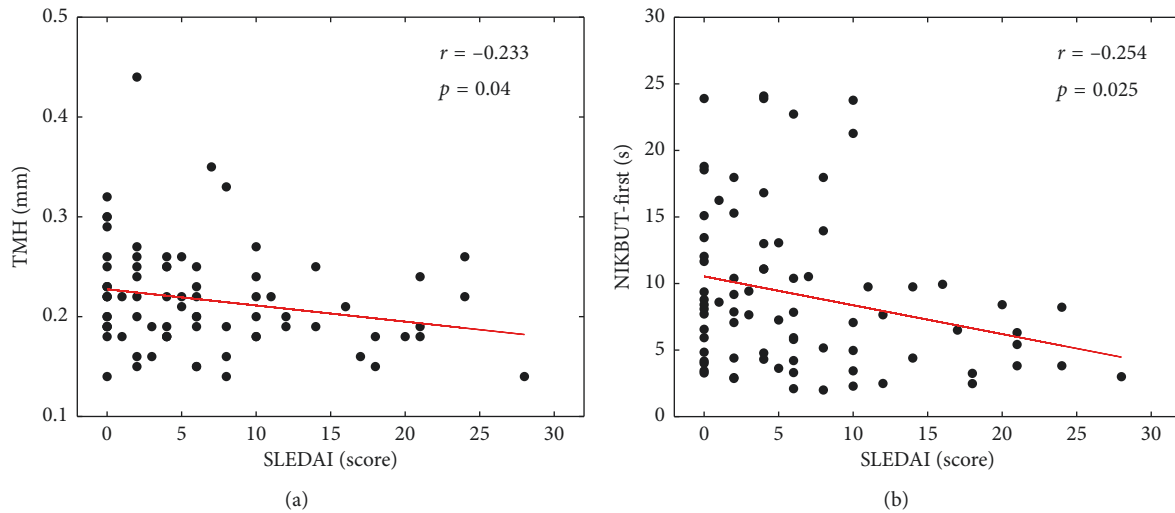 0.5
r = –0.233
p = 0.04
0.4
TMH (mm)
0.3
0.2
0.1
0 5 10 15 20 25 30
SLEDAI (score)
(a)
30
r = –0.254
p = 0.025
25
20
NIKBUT-first (s)
15
10
5
0
0 5 10 15 20 25 30
SLEDAI (score)
(b)